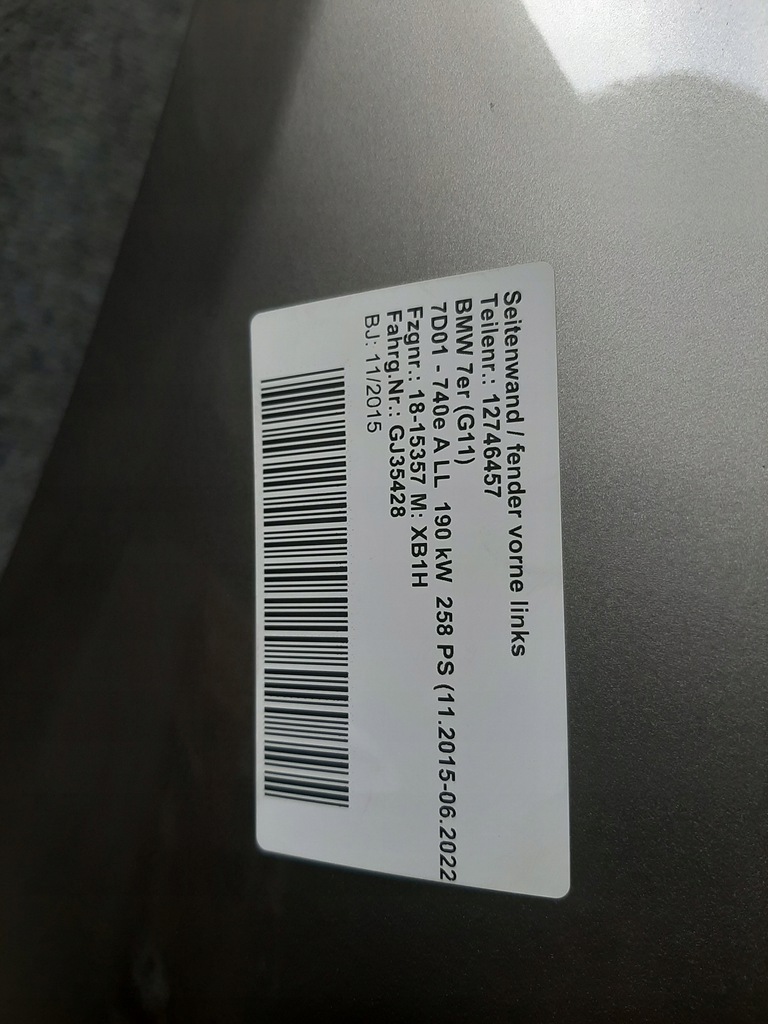 Seitenwand / fender vorne links
Teilenr.: 12746457
BMW 7er (G11)
7D01 - 740e A LL 190 kW 258 PS (11.2015-06.2022
Fzgnr.: 18-15357 M: XB1H
Fahrg.Nr.: GJ35428
BJ: 11/2015